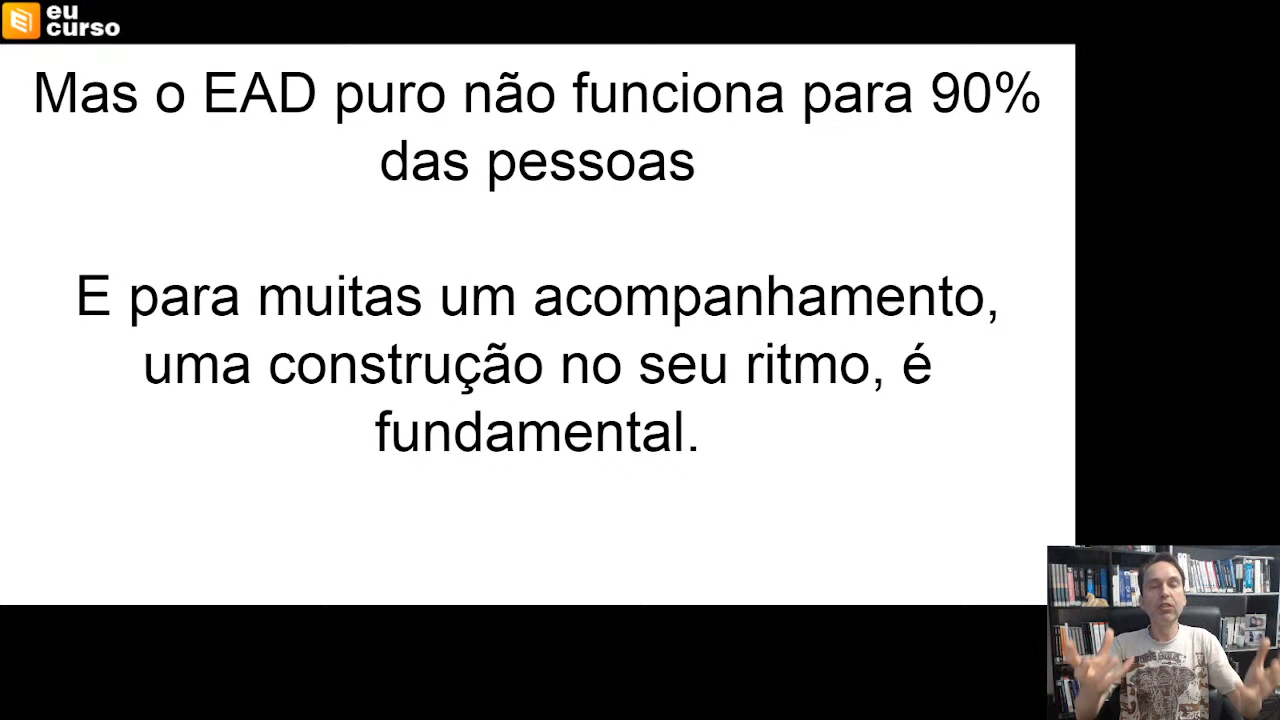 eu
curso
Mas o EAD puro não funciona para 90%
das pessoas
E para muitas um acompanhamento,
uma construção no seu ritmo, é
fundamental.